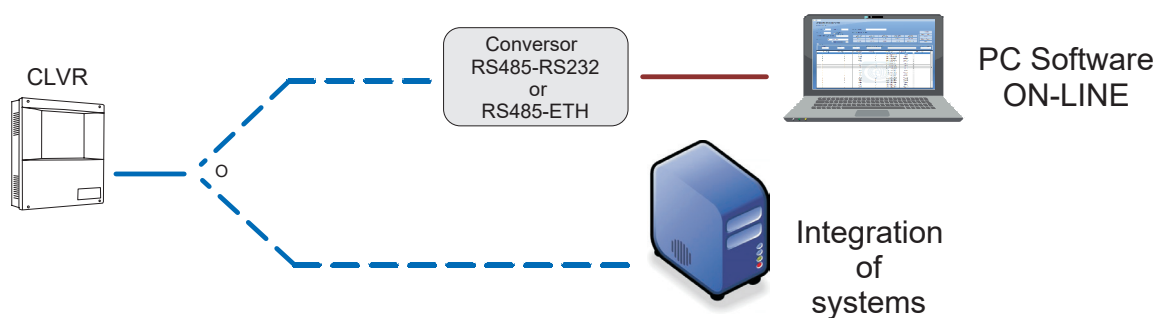 CLVR
Conversor
RS485-RS232
or
RS485-ETH
PC Software
ON-LINE
O
Integration
of
systems